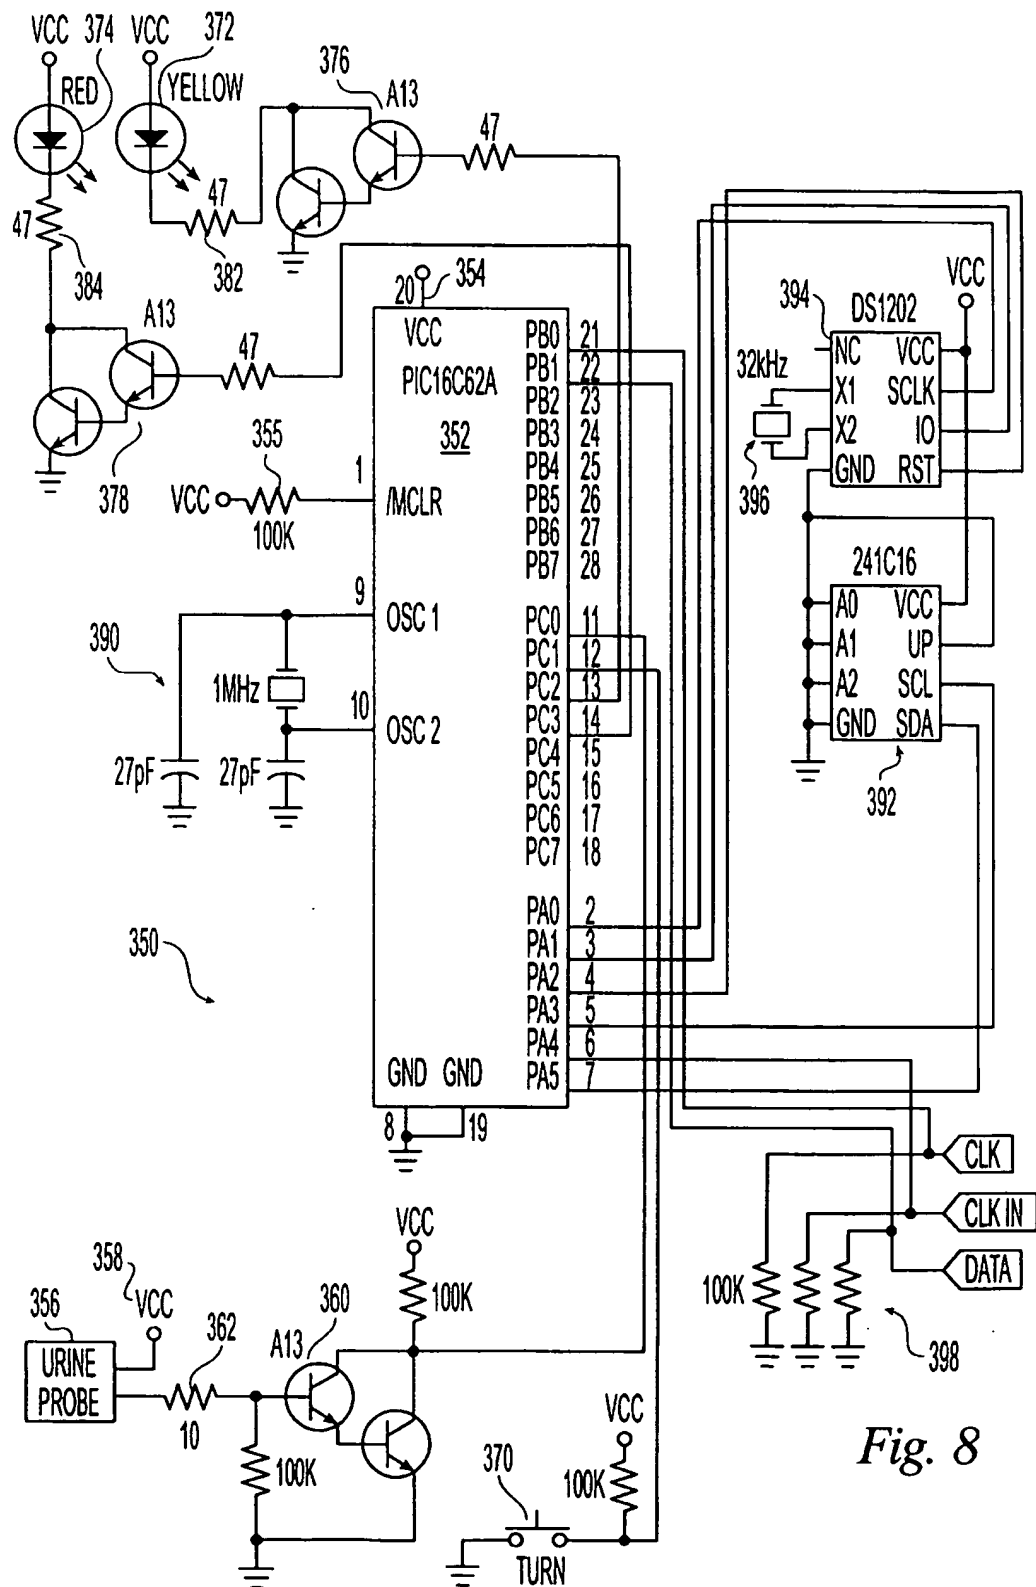 VCC 374 VCC 372
RED YELLOW
376
A13
47
47
382
47
384
A13
47
378
20 354
VCC
PIC16C62A
352
355
VCC
100K
1 /MCLR
9 OSC 1
390
1MHz
10 OSC 2
27pF 27pF
350
GND GND
8 19
PB0 21
PB1 22
PB2 23
PB3 24
PB4 25
PB5 26
PB6 27
PB7 28
PC0 11
PC1 12
PC2 13
PC3 14
PC4 15
PC5 16
PC6 17
PC7 18
PA0 2
PA1 3
PA2 4
PA3 5
PA4 6
PA5 7
VCC
394 DS1202
NC VCC
32kHz
X1 SCLK
X2 IO
GND RST
396
241C16
A0 VCC
A1 UP
A2 SCL
GND SDA
392
CLK
CLK IN
DATA
100K
398
VCC
100K
358
VCC
356
URINE
PROBE
362
10
A13
360
100K
VCC
100K
370
TURN
Fig. 8